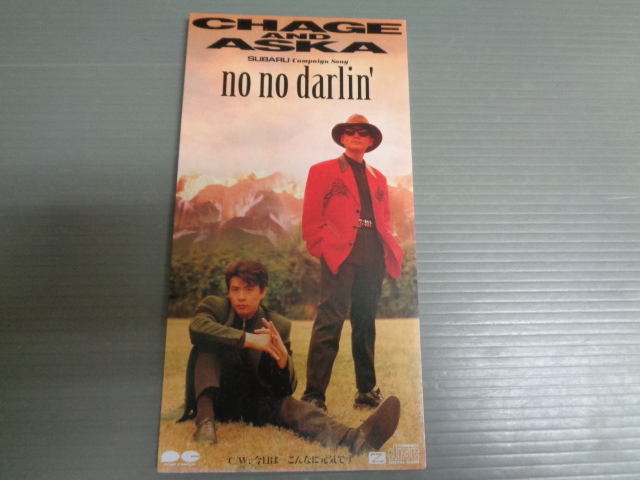 CHAGE
AND
ASKA
SUBARU Campaign Song
no no darlin'
C/W: 今日は…こんなに元気です